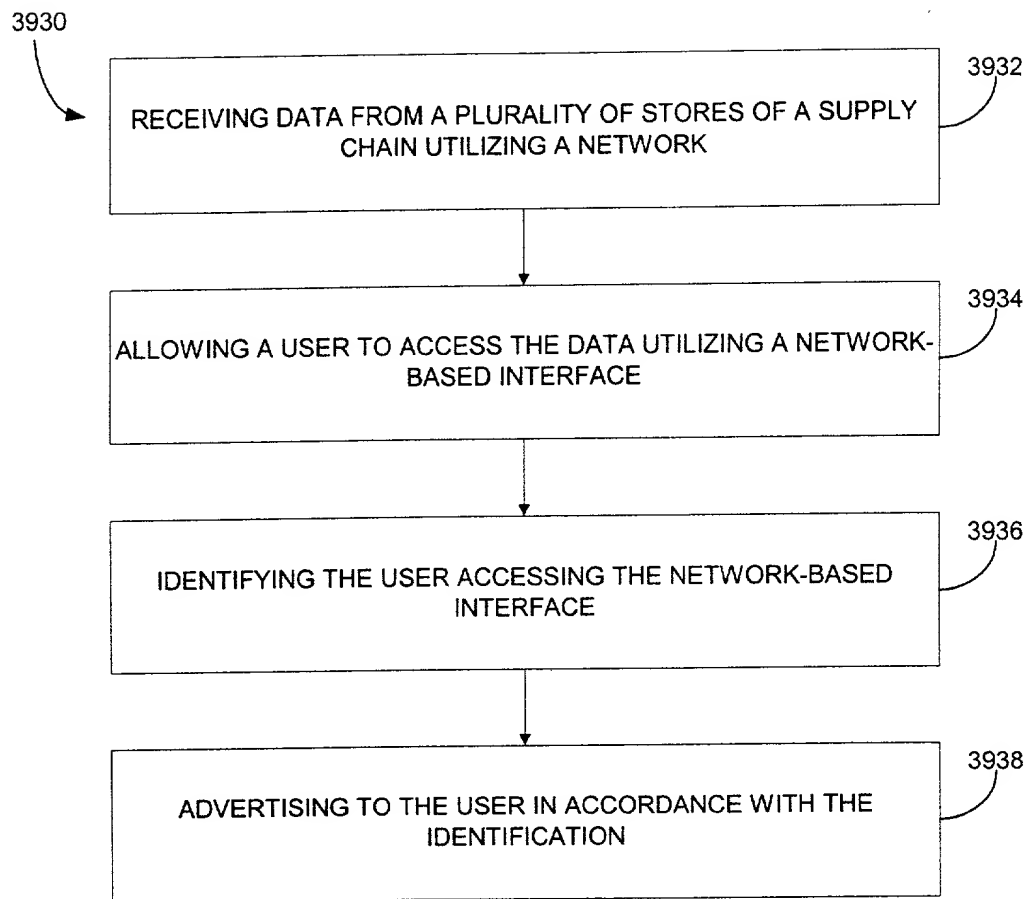 3930
3932
RECEIVING DATA FROM A PLURALITY OF STORES OF A SUPPLY
CHAIN UTILIZING A NETWORK
3934
ALLOWING A USER TO ACCESS THE DATA UTILIZING A NETWORK-
BASED INTERFACE
3936
IDENTIFYING THE USER ACCESSING THE NETWORK-BASED
INTERFACE
3938
ADVERTISING TO THE USER IN ACCORDANCE WITH THE
IDENTIFICATION